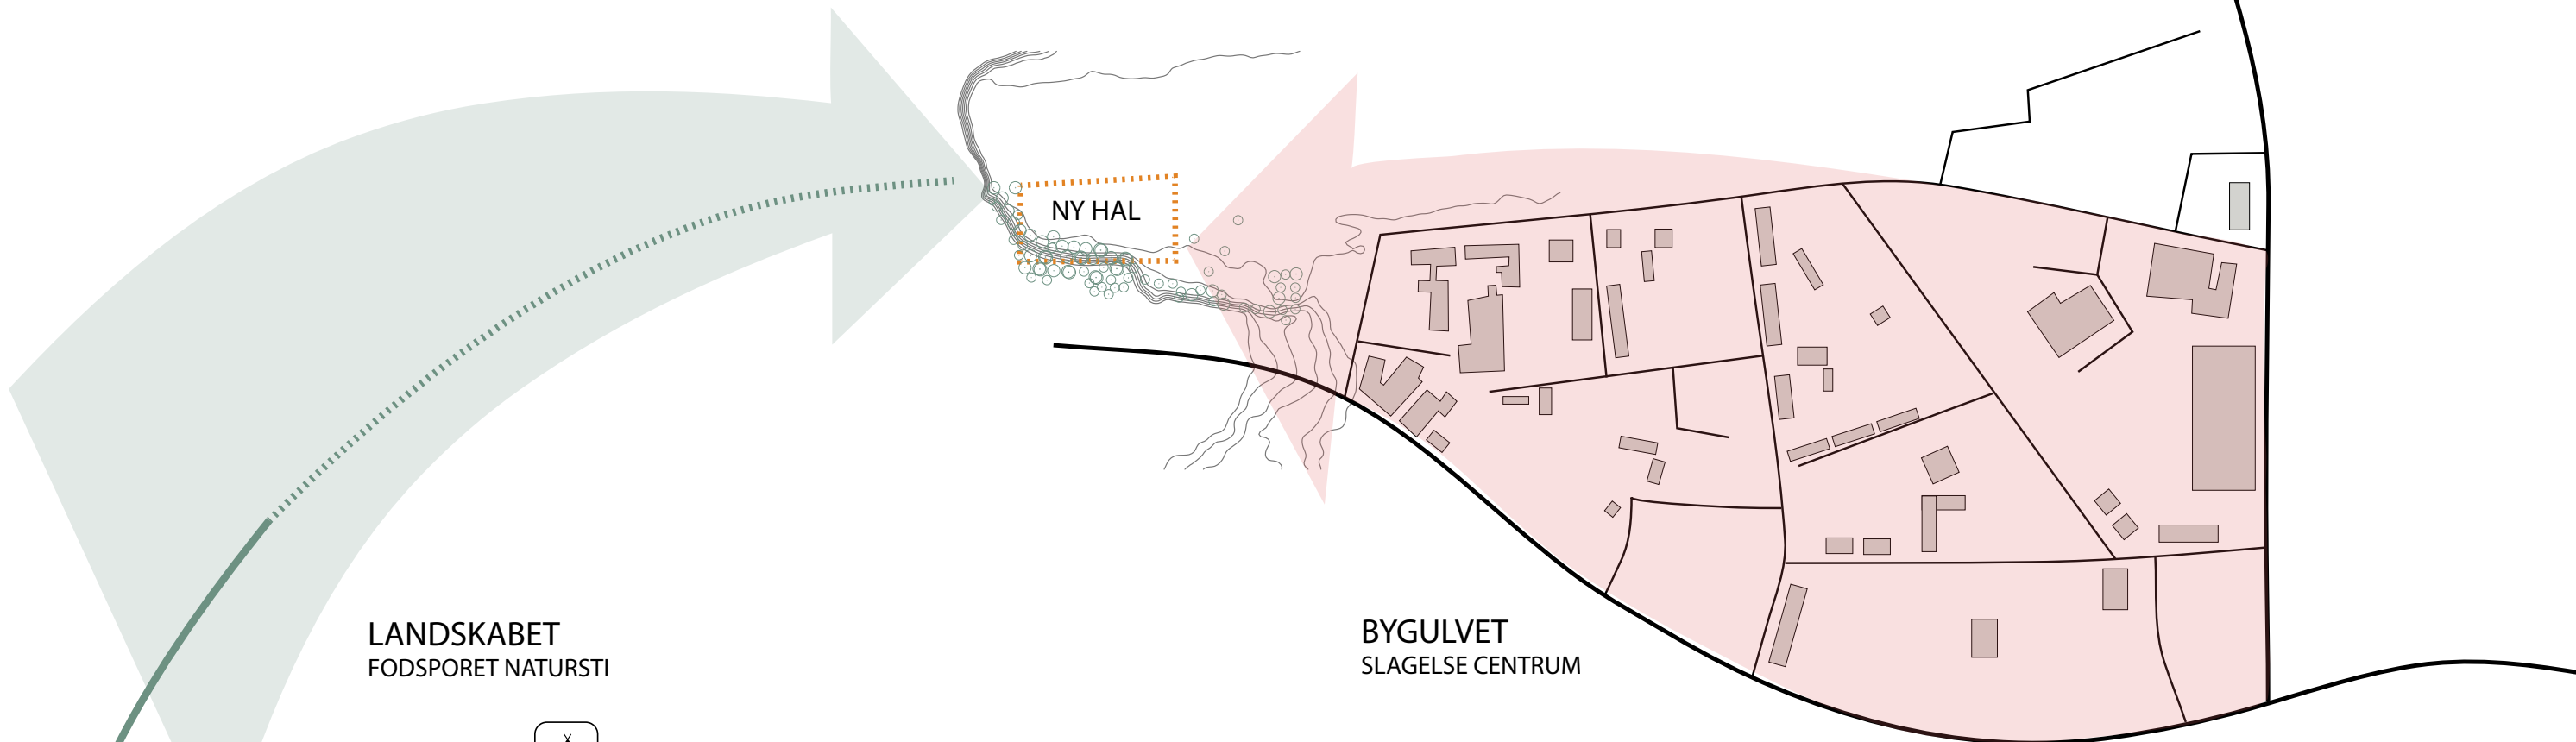 NY HAL
LANDSKABET
FODSPORET NATURSTI
BYGULVET
SLAGELSE CENTRUM
X